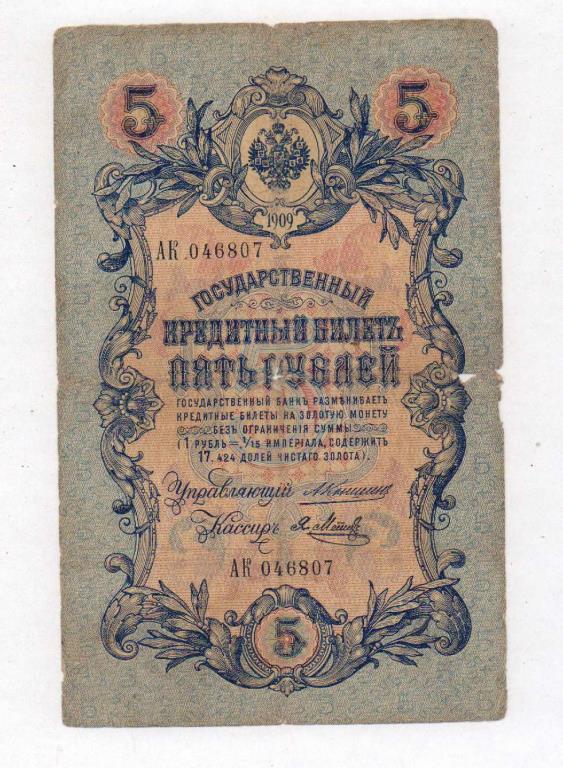 5 5
1909
АК 046807
ГОСУДАРСТВЕННЫЙ
КРЕДИТНЫЙ БИЛЕТЪ
ПЯТЬ РУБЛЕЙ
ГОСУДАРСТВЕННЫЙ БАНКЪ РАЗМѢНИВАЕТЪ
КРЕДИТНЫЕ БИЛЕТЫ НА ЗОЛОТУЮ МОНЕТУ
БЕЗЪ ОГРАНИЧЕНІЯ СУММЫ
(1 РУБЛЬ = 1/15 ИМПЕРІАЛА, СОДЕРЖИТЪ
17.424 ДОЛЕЙ ЧИСТАГО ЗОЛОТА).
Управляющій
Кассиръ
АК 046807
5